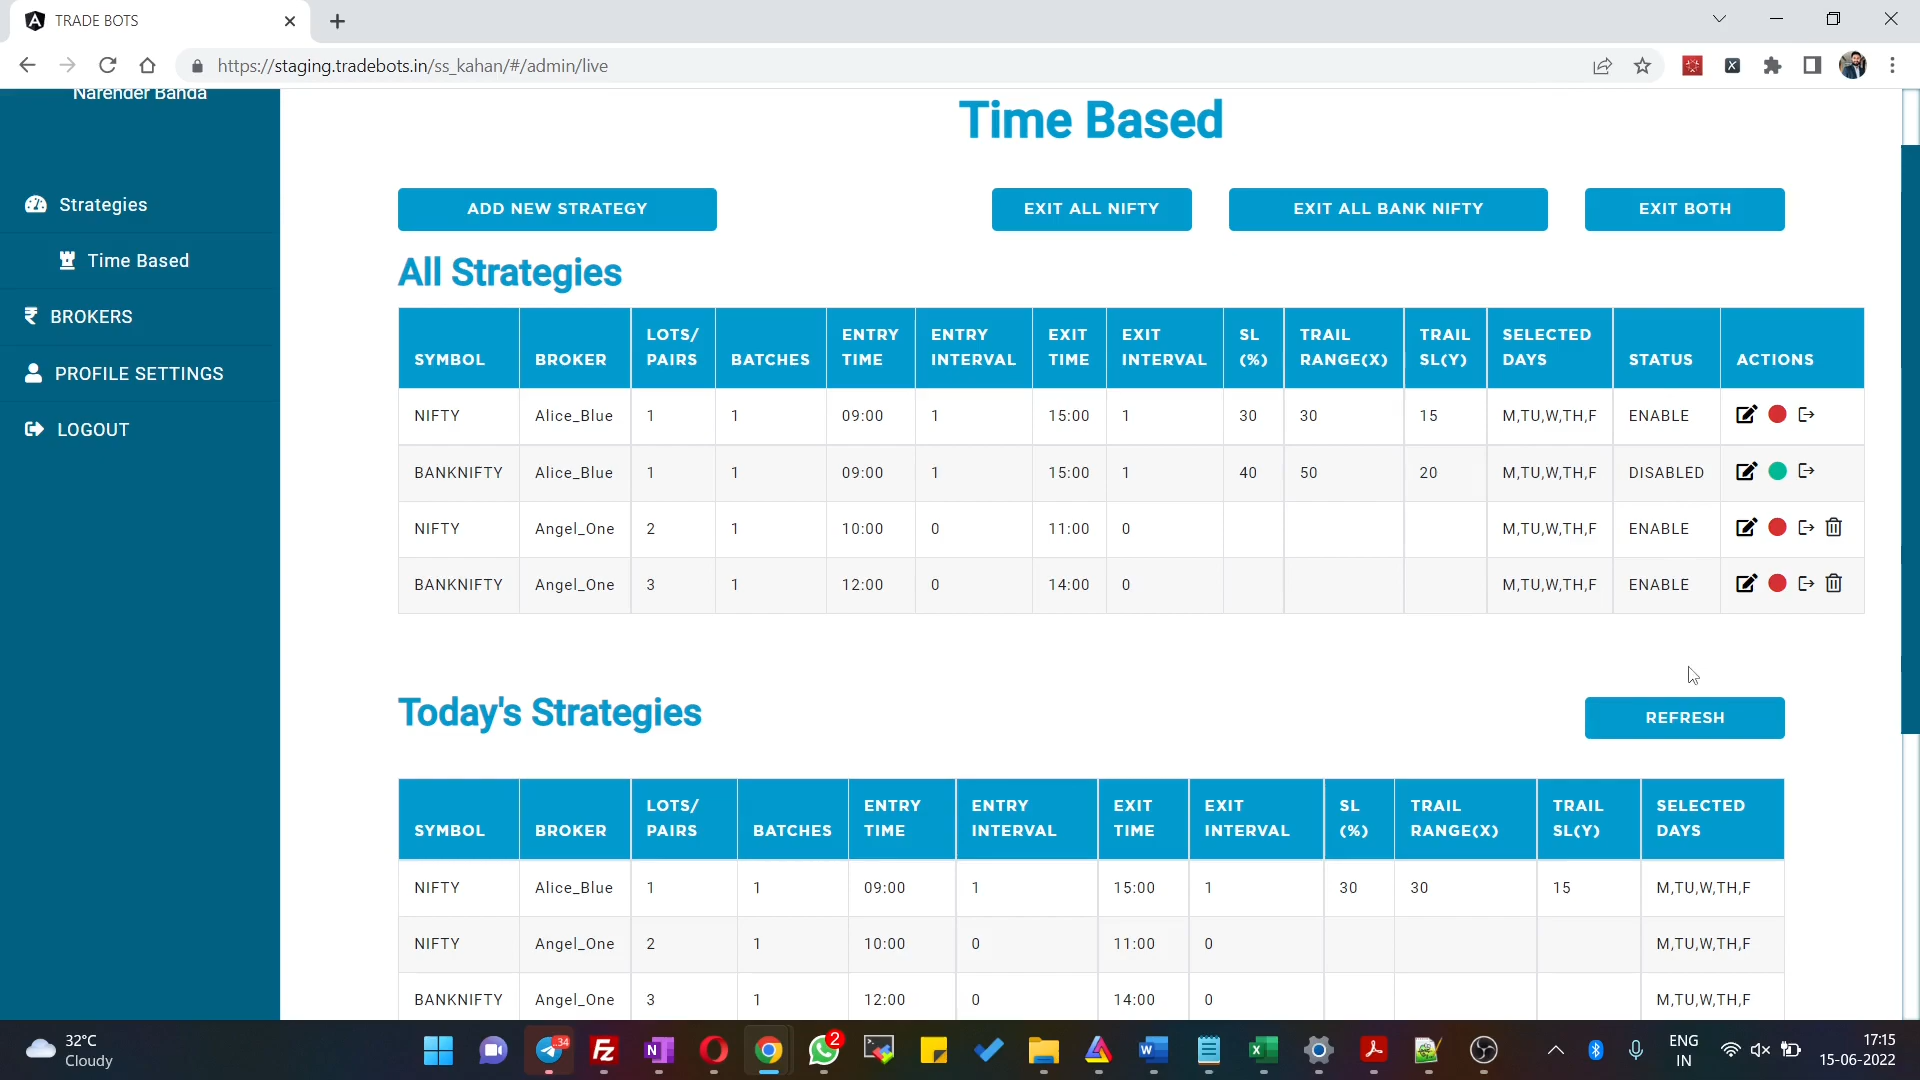 TRADE BOTS
https://staging.tradebots.in/ss_kahan/#/admin/live
Narender Banda
Strategies
Time Based
BROKERS
PROFILE SETTINGS
LOGOUT
Time Based
ADD NEW STRATEGY EXIT ALL NIFTY EXIT ALL BANK NIFTY EXIT BOTH
All Strategies
SYMBOL BROKER LOTS/ PAIRS BATCHES ENTRY TIME ENTRY INTERVAL EXIT TIME EXIT INTERVAL SL (%) TRAIL RANGE(X) TRAIL SL(Y) SELECTED DAYS STATUS ACTIONS
NIFTY Alice_Blue 1 1 09:00 1 15:00 1 30 30 15 M,TU,W,TH,F ENABLE
BANKNIFTY Alice_Blue 1 1 09:00 1 15:00 1 40 50 20 M,TU,W,TH,F DISABLED
NIFTY Angel_One 2 1 10:00 0 11:00 0 M,TU,W,TH,F ENABLE
BANKNIFTY Angel_One 3 1 12:00 0 14:00 0 M,TU,W,TH,F ENABLE
Today's Strategies
REFRESH
SYMBOL BROKER LOTS/ PAIRS BATCHES ENTRY TIME ENTRY INTERVAL EXIT TIME EXIT INTERVAL SL (%) TRAIL RANGE(X) TRAIL SL(Y) SELECTED DAYS
NIFTY Alice_Blue 1 1 09:00 1 15:00 1 30 30 15 M,TU,W,TH,F
NIFTY Angel_One 2 1 10:00 0 11:00 0 M,TU,W,TH,F
BANKNIFTY Angel_One 3 1 12:00 0 14:00 0 M,TU,W,TH,F
32°C
Cloudy
34
2
ENG
IN
17:15
15-06-2022